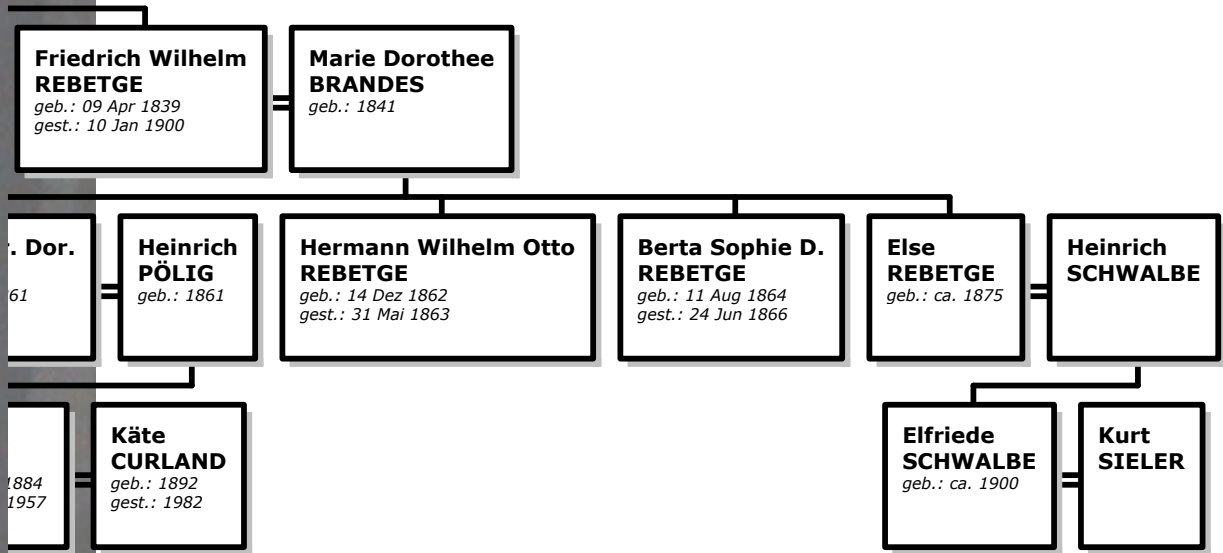 Friedrich Wilhelm
REBETGE
geb.: 09 Apr 1839
gest.: 10 Jan 1900
Marie Dorothee
BRANDES
geb.: 1841
. Dor.
61
Heinrich
PÖLIG
geb.: 1861
Hermann Wilhelm Otto
REBETGE
geb.: 14 Dez 1862
gest.: 31 Mai 1863
Berta Sophie D.
REBETGE
geb.: 11 Aug 1864
gest.: 24 Jun 1866
Else
REBETGE
geb.: ca. 1875
Heinrich
SCHWALBE
1884
1957
Käte
CURLAND
geb.: 1892
gest.: 1982
Elfriede
SCHWALBE
geb.: ca. 1900
Kurt
SIELER